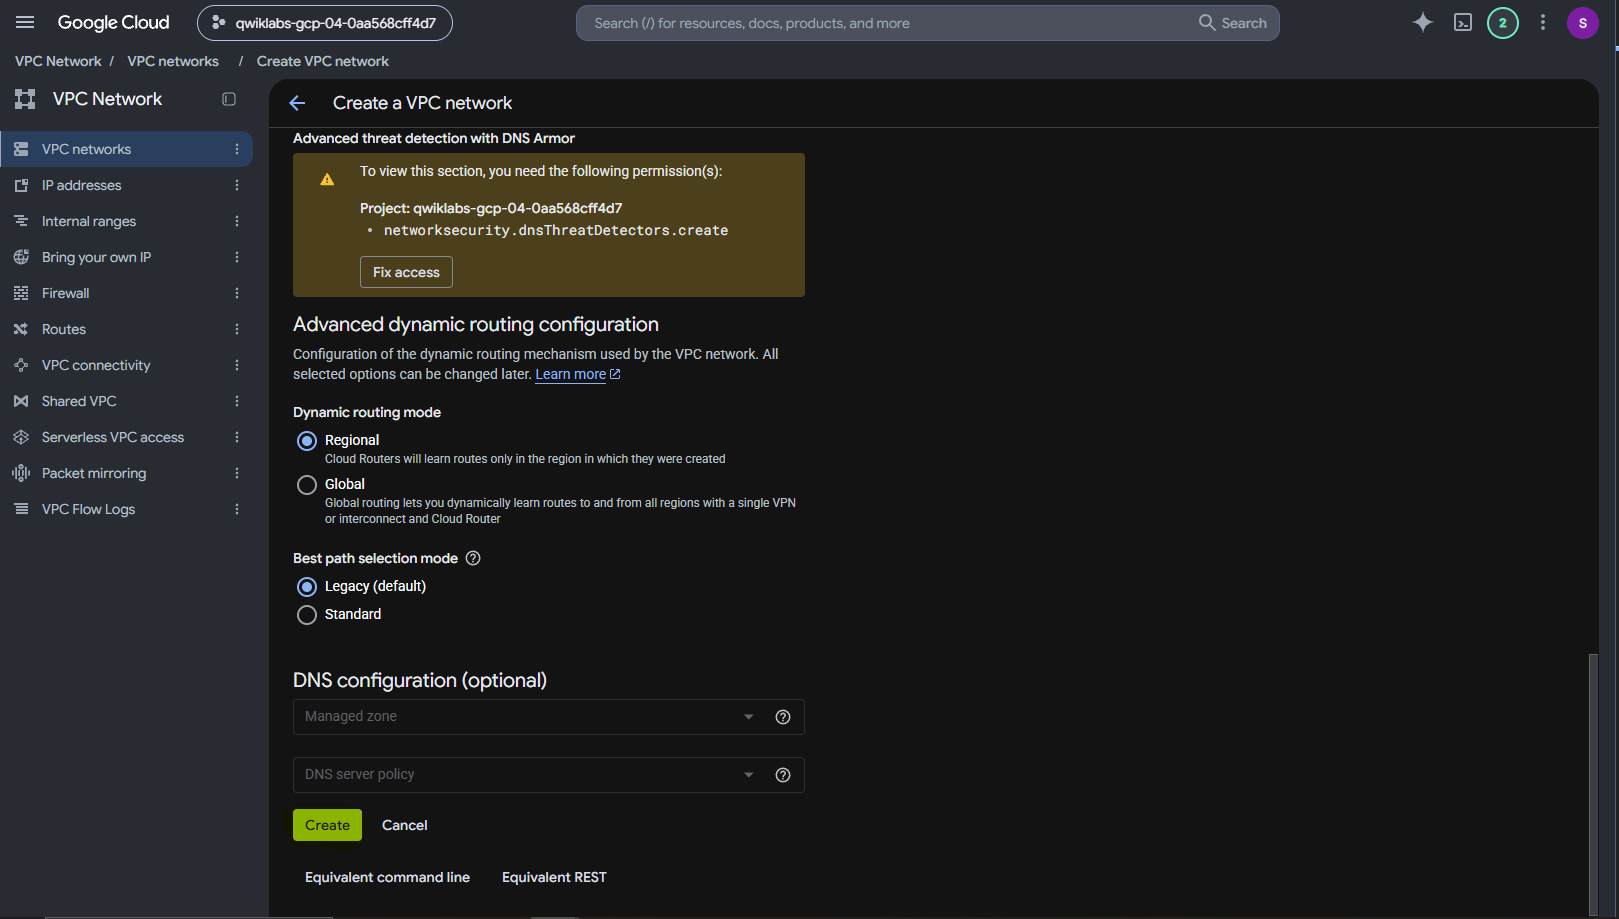 Google Cloud
qwiklabs-gcp-04-0aa568cff4d7
Search (/) for resources, docs, products, and more
Search
2
S
VPC Network / VPC networks / Create VPC network
VPC Network
VPC networks
IP addresses
Internal ranges
Bring your own IP
Firewall
Routes
VPC connectivity
Shared VPC
Serverless VPC access
Packet mirroring
VPC Flow Logs
Create a VPC network
Advanced threat detection with DNS Armor
To view this section, you need the following permission(s):
Project: qwiklabs-gcp-04-0aa568cff4d7
• networksecurity.dnsThreatDetectors.create
Fix access
Advanced dynamic routing configuration
Configuration of the dynamic routing mechanism used by the VPC network. All
selected options can be changed later. Learn more
Dynamic routing mode
Regional
Cloud Routers will learn routes only in the region in which they were created
Global
Global routing lets you dynamically learn routes to and from all regions with a single VPN
or interconnect and Cloud Router
Best path selection mode
Legacy (default)
Standard
DNS configuration (optional)
Managed zone
DNS server policy
Create
Cancel
Equivalent command line
Equivalent REST